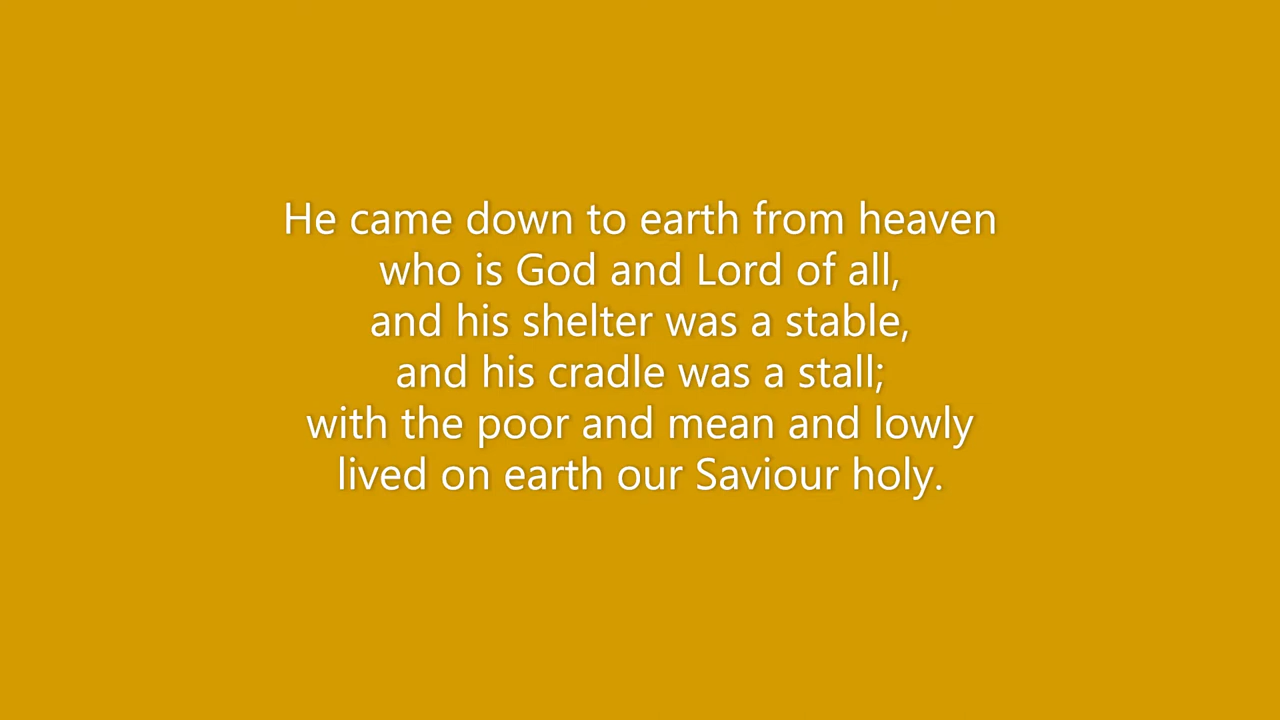 He came down to earth from heaven
who is God and Lord of all,
and his shelter was a stable,
and his cradle was a stall;
with the poor and mean and lowly
lived on earth our Saviour holy.